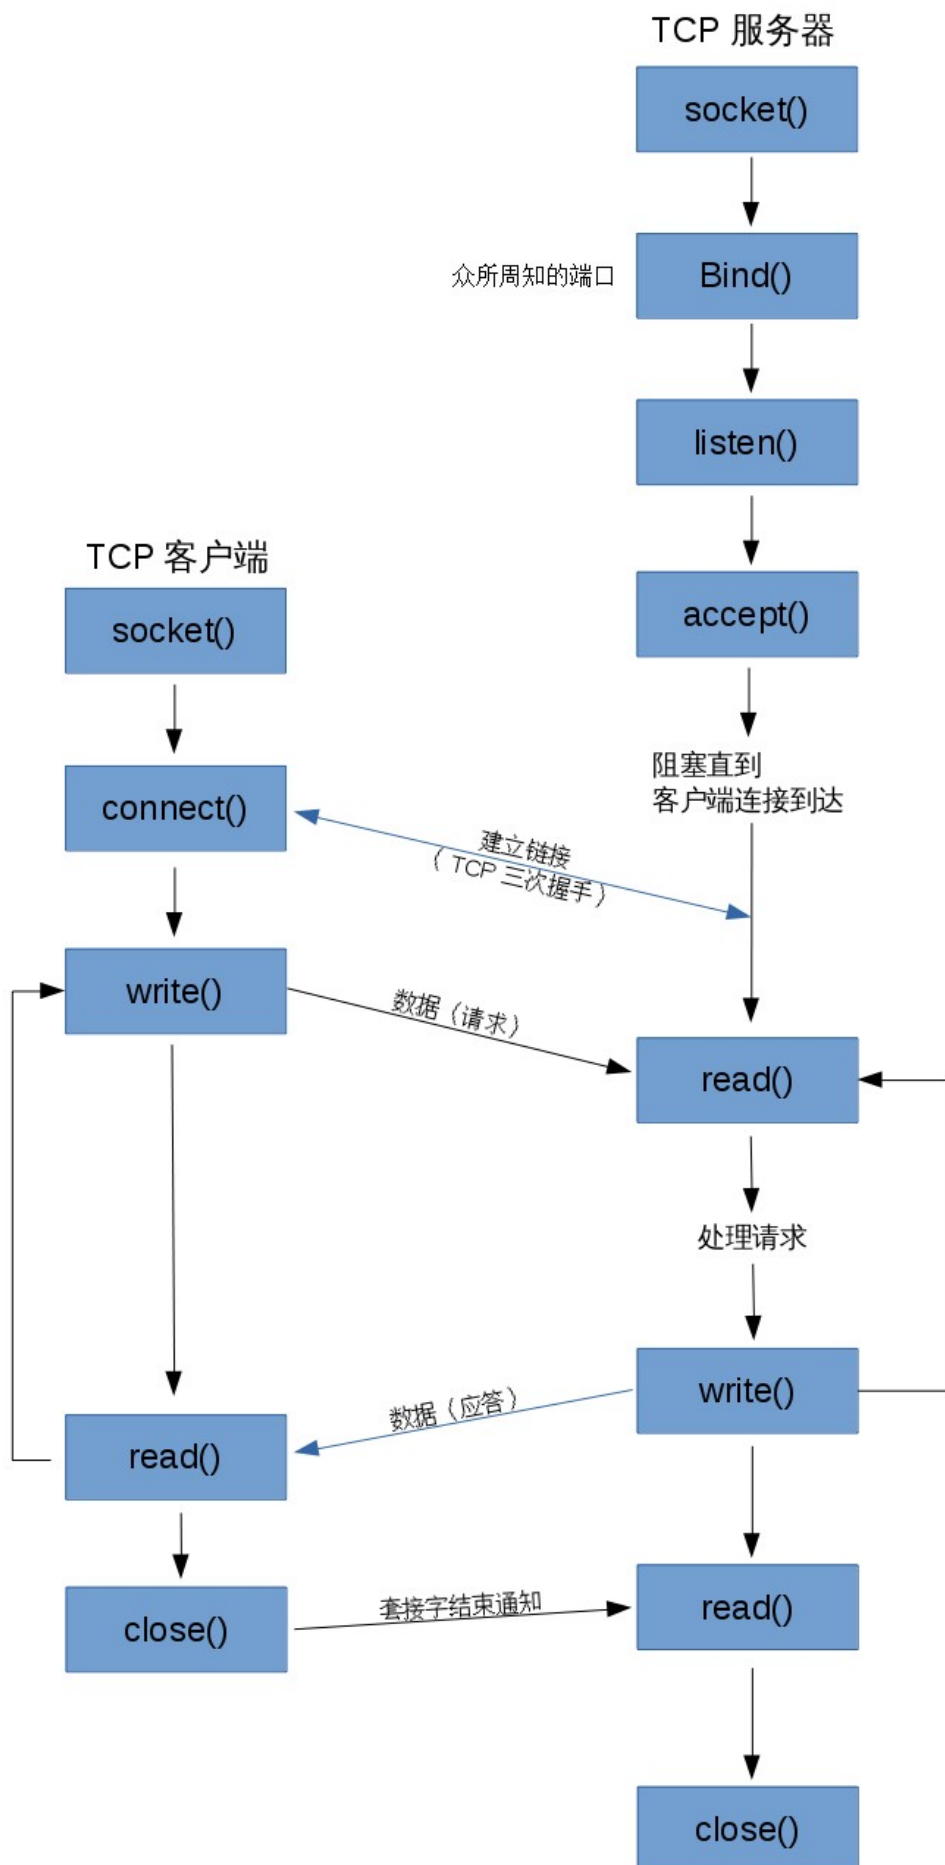 TCP 服务器
socket()
众所周知的端口
Bind()
listen()
accept()
阻塞直到
客户端连接到达
TCP 客户端
socket()
connect()
建立链接
（ TCP 三次握手）
write()
数据（请求）
read()
处理请求
write()
数据（应答）
read()
close()
套接字结束通知
read()
close()